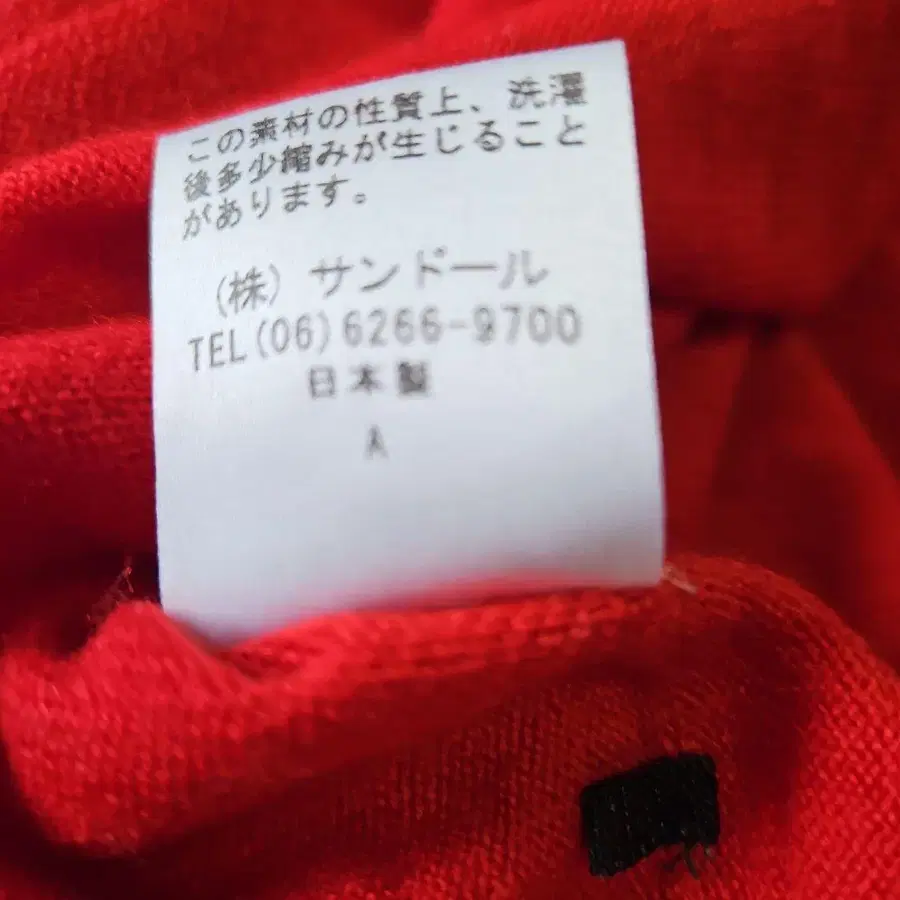 この素材の性質上、洗濯
後多少縮みが生じること
があります。
(株) サンドール
TEL(06)6266-9700
日本製
A